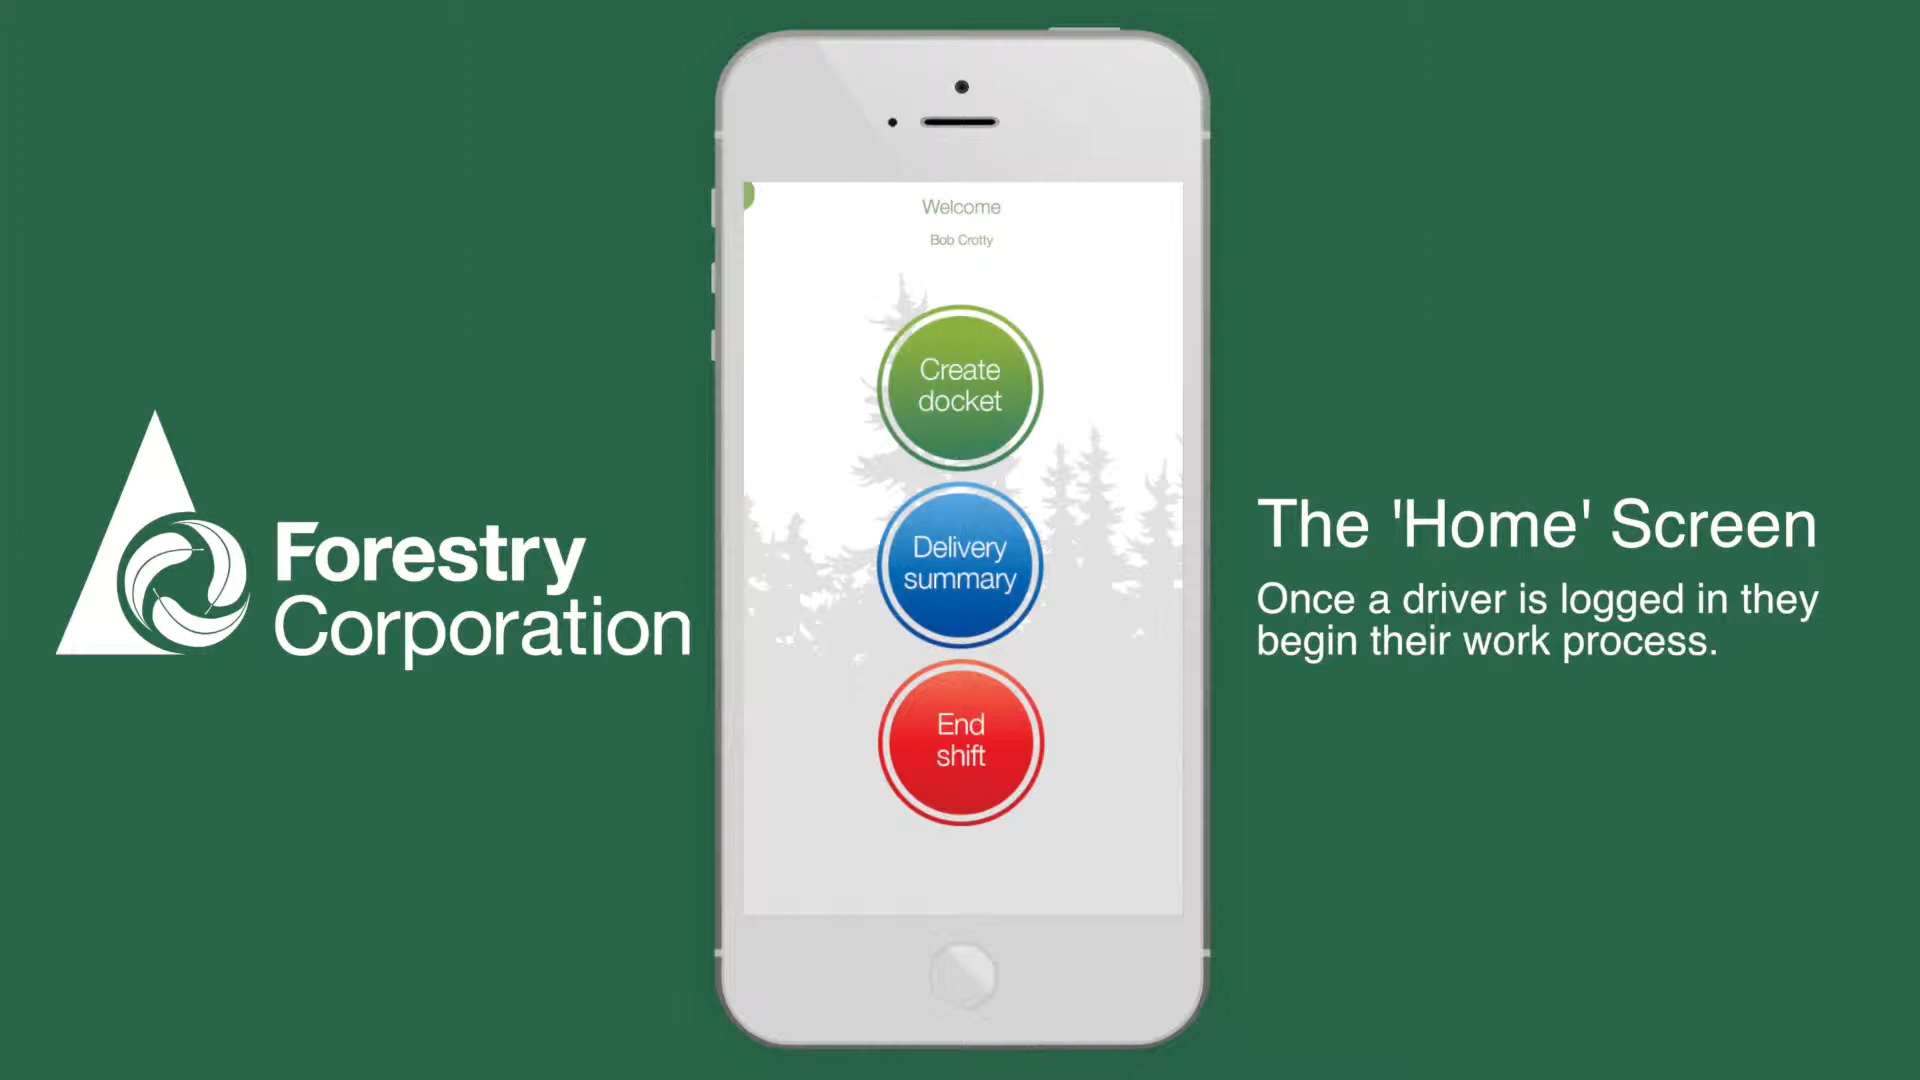 Forestry
Corporation
Welcome
Bob Crotty
Create
docket
Delivery
summary
End
shift
The 'Home' Screen
Once a driver is logged in they
begin their work process.